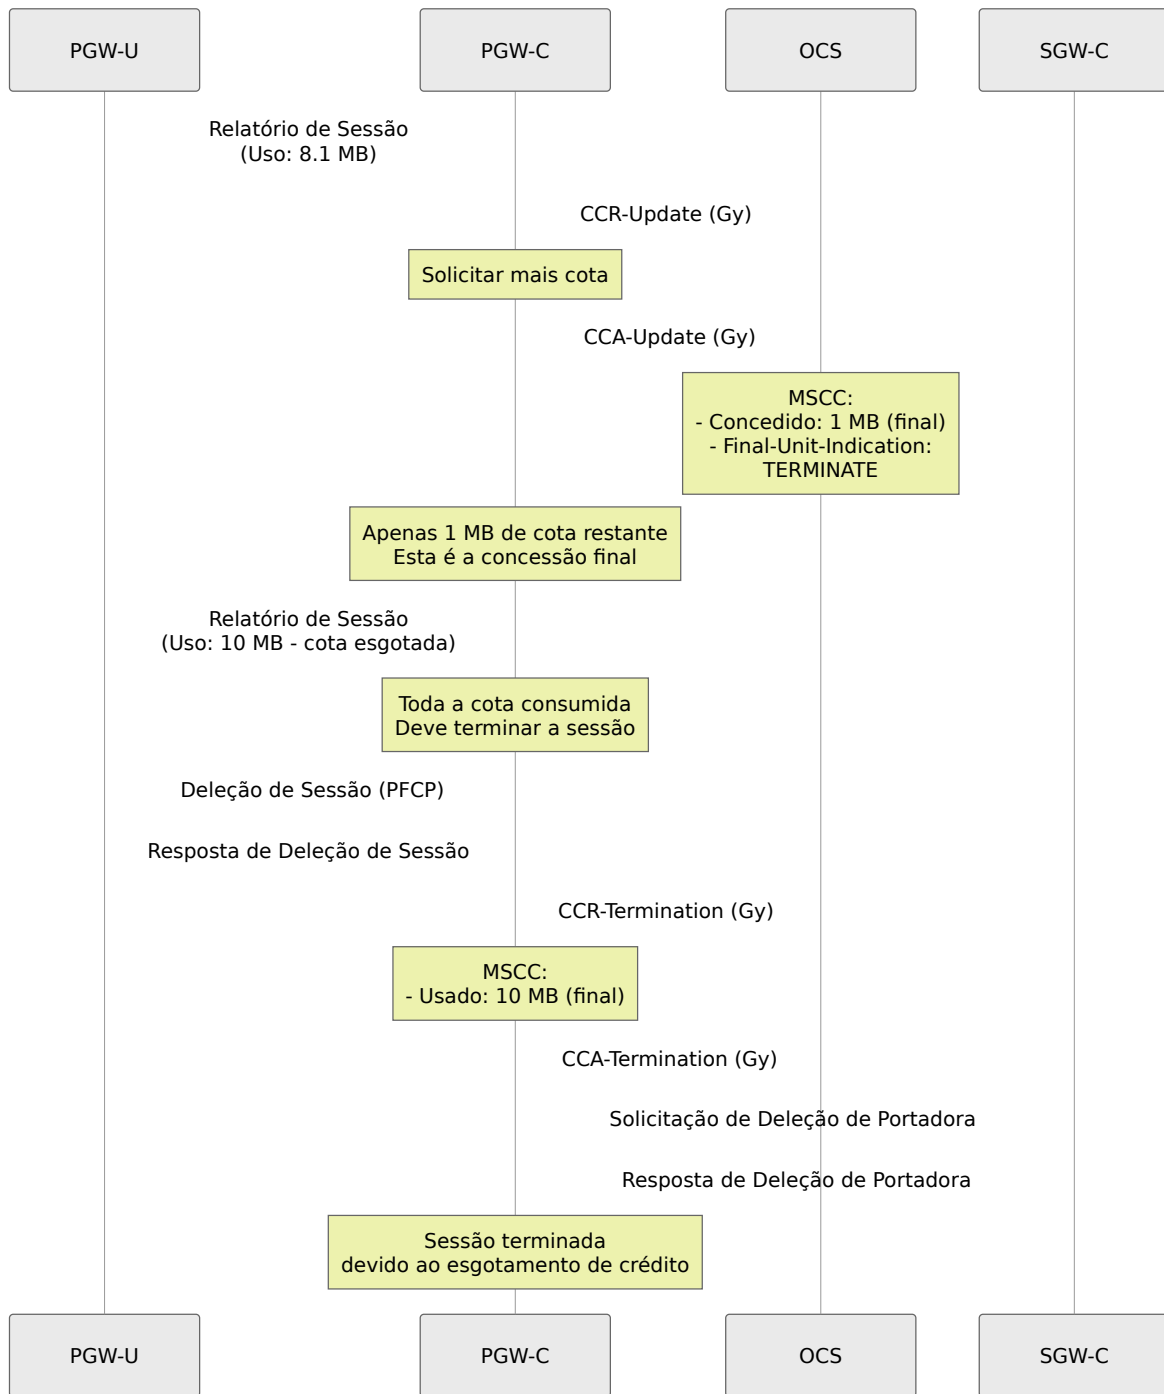 PGW-U
PGW-C
OCS
SGW-C
Relatório de Sessão
(Uso: 8.1 MB)
CCR-Update (Gy)
Solicitar mais cota
CCA-Update (Gy)
MSCC:
- Concedido: 1 MB (final)
- Final-Unit-Indication:
TERMINATE
Apenas 1 MB de cota restante
Esta é a concessão final
Relatório de Sessão
(Uso: 10 MB - cota esgotada)
Toda a cota consumida
Deve terminar a sessão
Deleção de Sessão (PFCP)
Resposta de Deleção de Sessão
CCR-Termination (Gy)
MSCC:
- Usado: 10 MB (final)
CCA-Termination (Gy)
Solicitação de Deleção de Portadora
Resposta de Deleção de Portadora
Sessão terminada
devido ao esgotamento de crédito
PGW-U
PGW-C
OCS
SGW-C